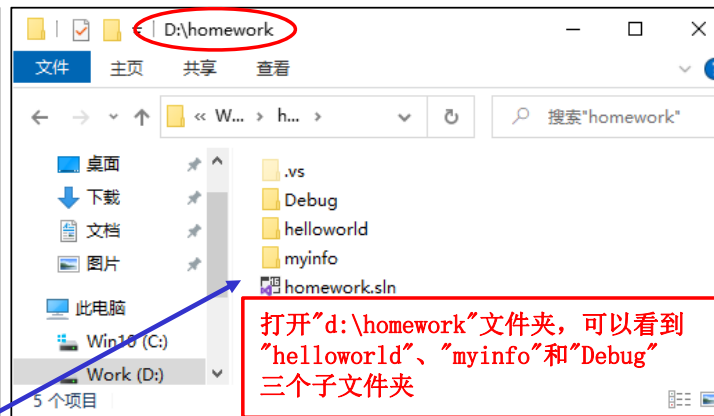 D:\homework
文件 主页 共享 查看
« W... › h... › 搜索"homework"
桌面
下载
文档
图片
此电脑
Win10 (C:)
Work (D:)
.vs
Debug
helloworld
myinfo
homework.sln
打开"d:\homework"文件夹，可以看到
"helloworld"、"myinfo"和"Debug"
三个子文件夹
5 个项目